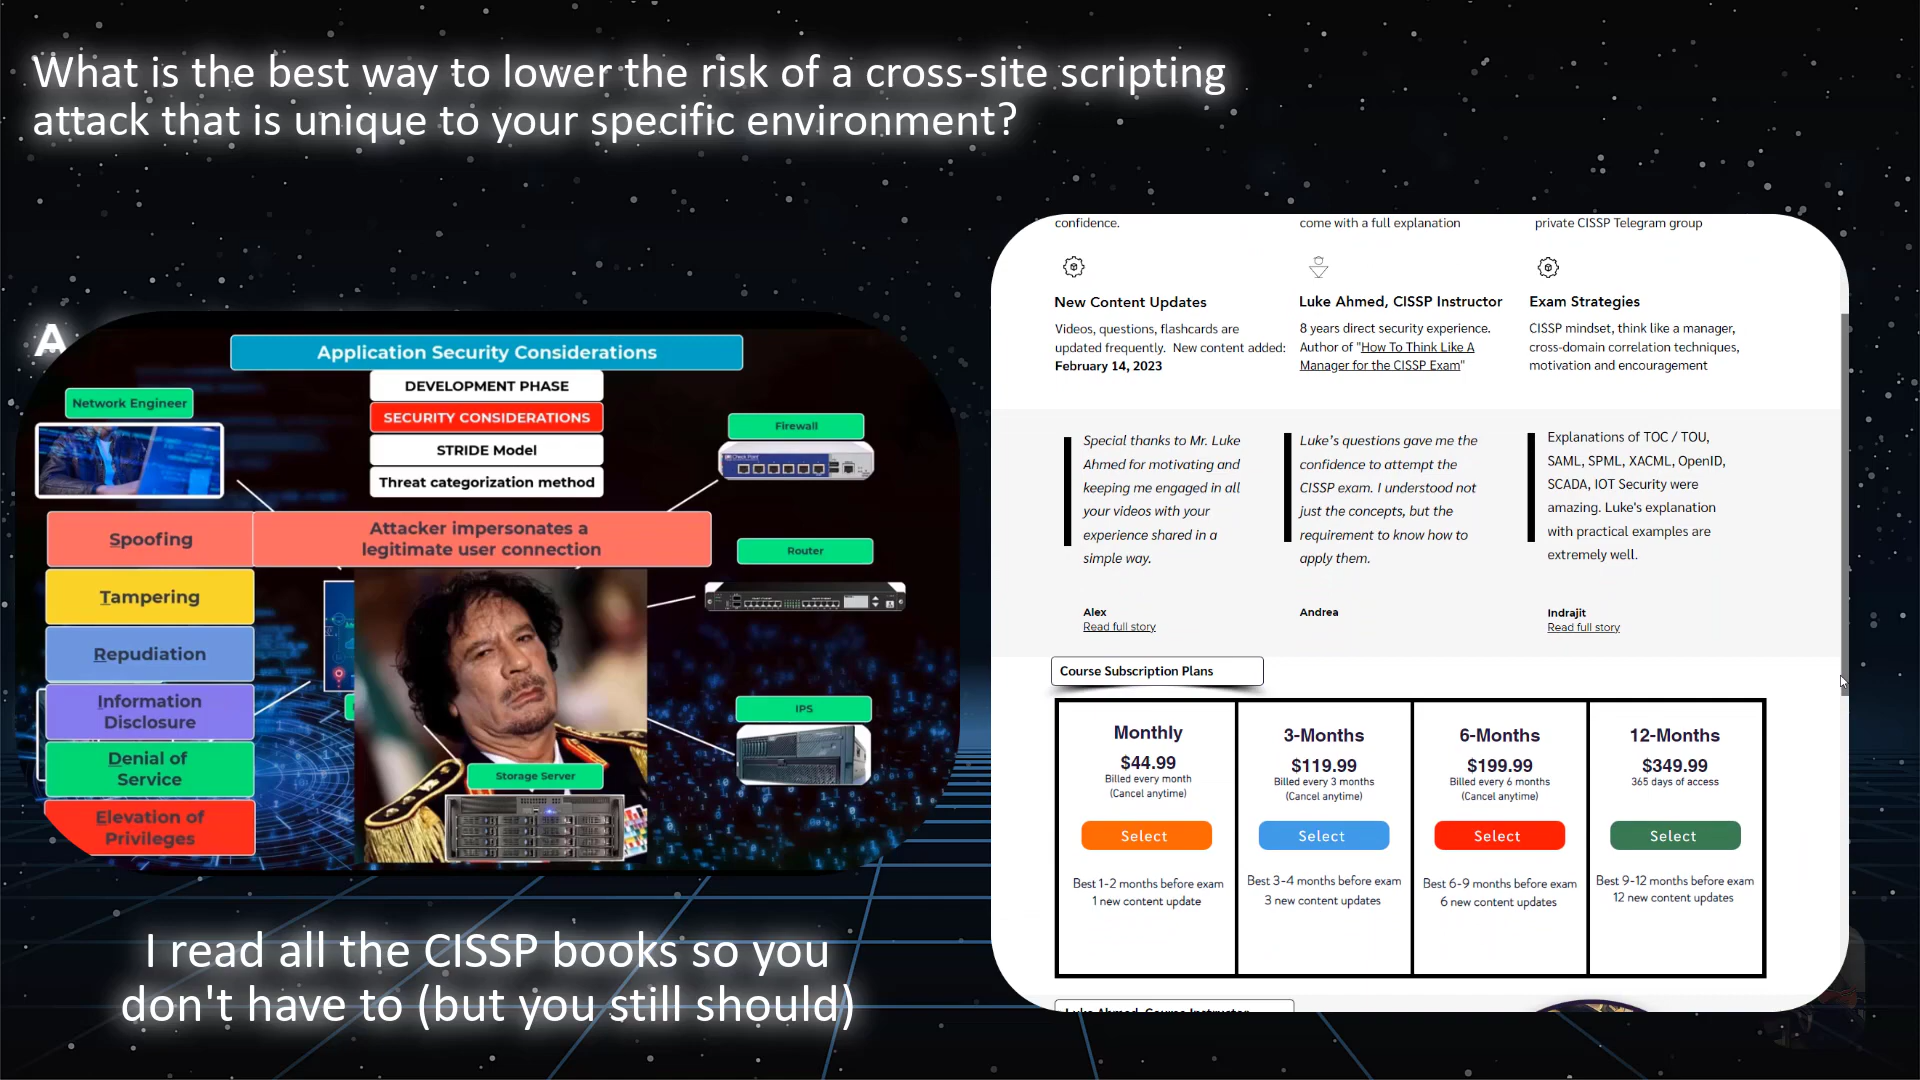 What is the best way to lower the risk of a cross-site scripting
attack that is unique to your specific environment?
A
Application Security Considerations
DEVELOPMENT PHASE
SECURITY CONSIDERATIONS
STRIDE Model
Threat categorization method
Network Engineer
Firewall
Spoofing
Attacker impersonates a
legitimate user connection
Router
Tampering
Repudiation
Information
Disclosure
IPS
Denial of
Service
Storage Server
Elevation of
Privileges
I read all the CISSP books so you
don't have to (but you still should)
confidence.
come with a full explanation
private CISSP Telegram group
New Content Updates
Videos, questions, flashcards are
updated frequently. New content added:
February 14, 2023
Luke Ahmed, CISSP Instructor
8 years direct security experience.
Author of "How To Think Like A
Manager for the CISSP Exam"
Exam Strategies
CISSP mindset, think like a manager,
cross-domain correlation techniques,
motivation and encouragement
Special thanks to Mr. Luke
Ahmed for motivating and
keeping me engaged in all
your videos with your
experience shared in a
simple way.
Alex
Read full story
Luke's questions gave me the
confidence to attempt the
CISSP exam. I understood not
just the concepts, but the
requirement to know how to
apply them.
Andrea
Explanations of TOC / TOU,
SAML, SPML, XACML, OpenID,
SCADA, IOT Security were
amazing. Luke's explanation
with practical examples are
extremely well.
Indrajit
Read full story
Course Subscription Plans
Monthly
$44.99
Billed every month
(Cancel anytime)
Select
Best 1-2 months before exam
1 new content update
3-Months
$119.99
Billed every 3 months
(Cancel anytime)
Select
Best 3-4 months before exam
3 new content updates
6-Months
$199.99
Billed every 6 months
(Cancel anytime)
Select
Best 6-9 months before exam
6 new content updates
12-Months
$349.99
365 days of access
Select
Best 9-12 months before exam
12 new content updates
Luke Ahmed, Course Instructor